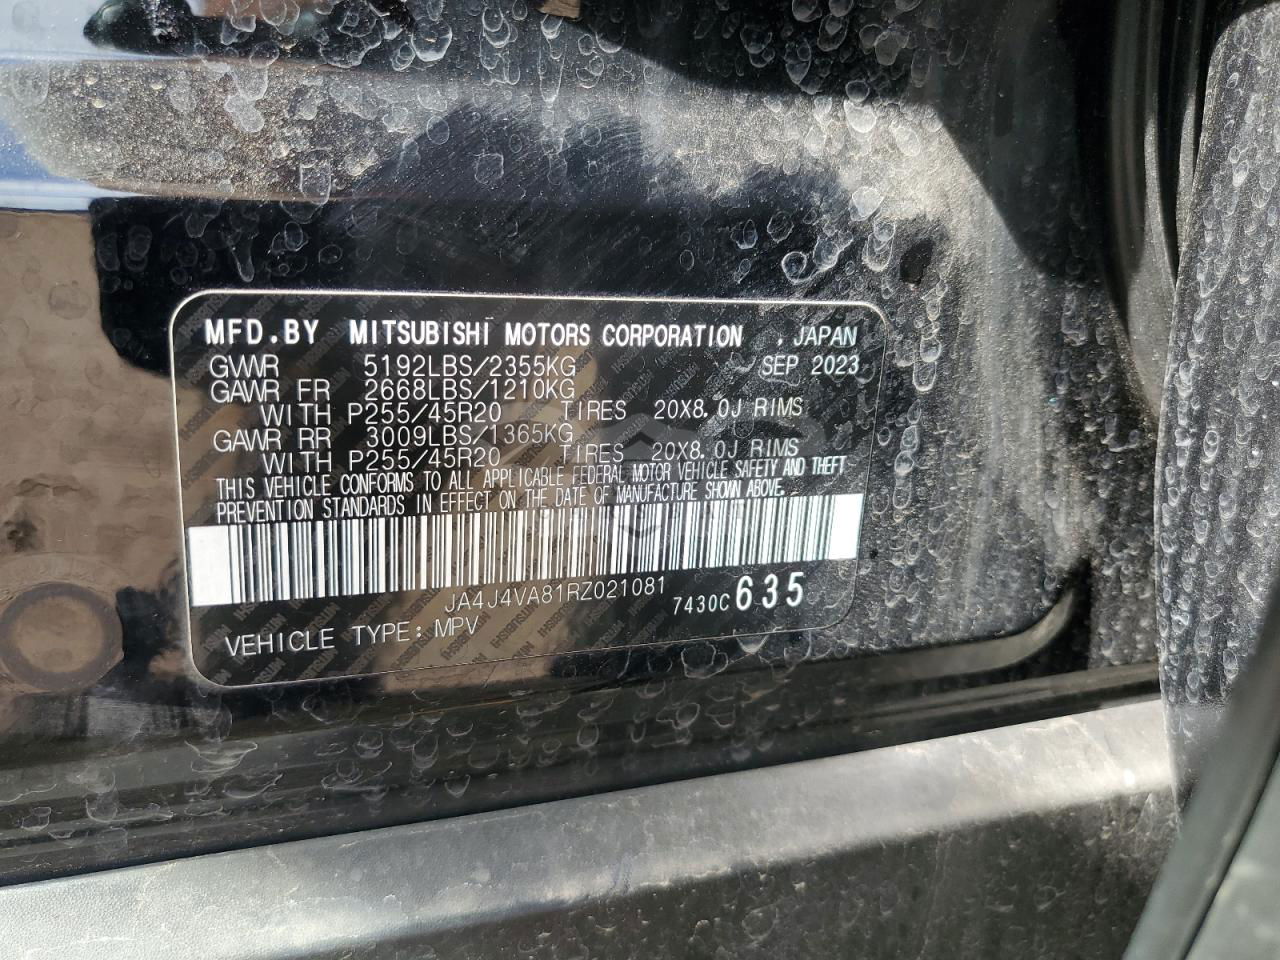 MFD.BY MITSUBISHI MOTORS CORPORATION , JAPAN
GVWR 5192LBS/2355KG SEP 2023
GAWR FR 2668LBS/1210KG
WITH P255/45R20 TIRES 20X8.0J RIMS
GAWR RR 3009LBS/1365KG
WITH P255/45R20 TIRES 20X8.0J RIMS
THIS VEHICLE CONFORMS TO ALL APPLICABLE FEDERAL MOTOR VEHICLE SAFETY AND THEFT
PREVENTION STANDARDS IN EFFECT ON THE DATE OF MANUFACTURE SHOWN ABOVE.
JA4J4VA81RZ021081 7430C 635
VEHICLE TYPE: MPV